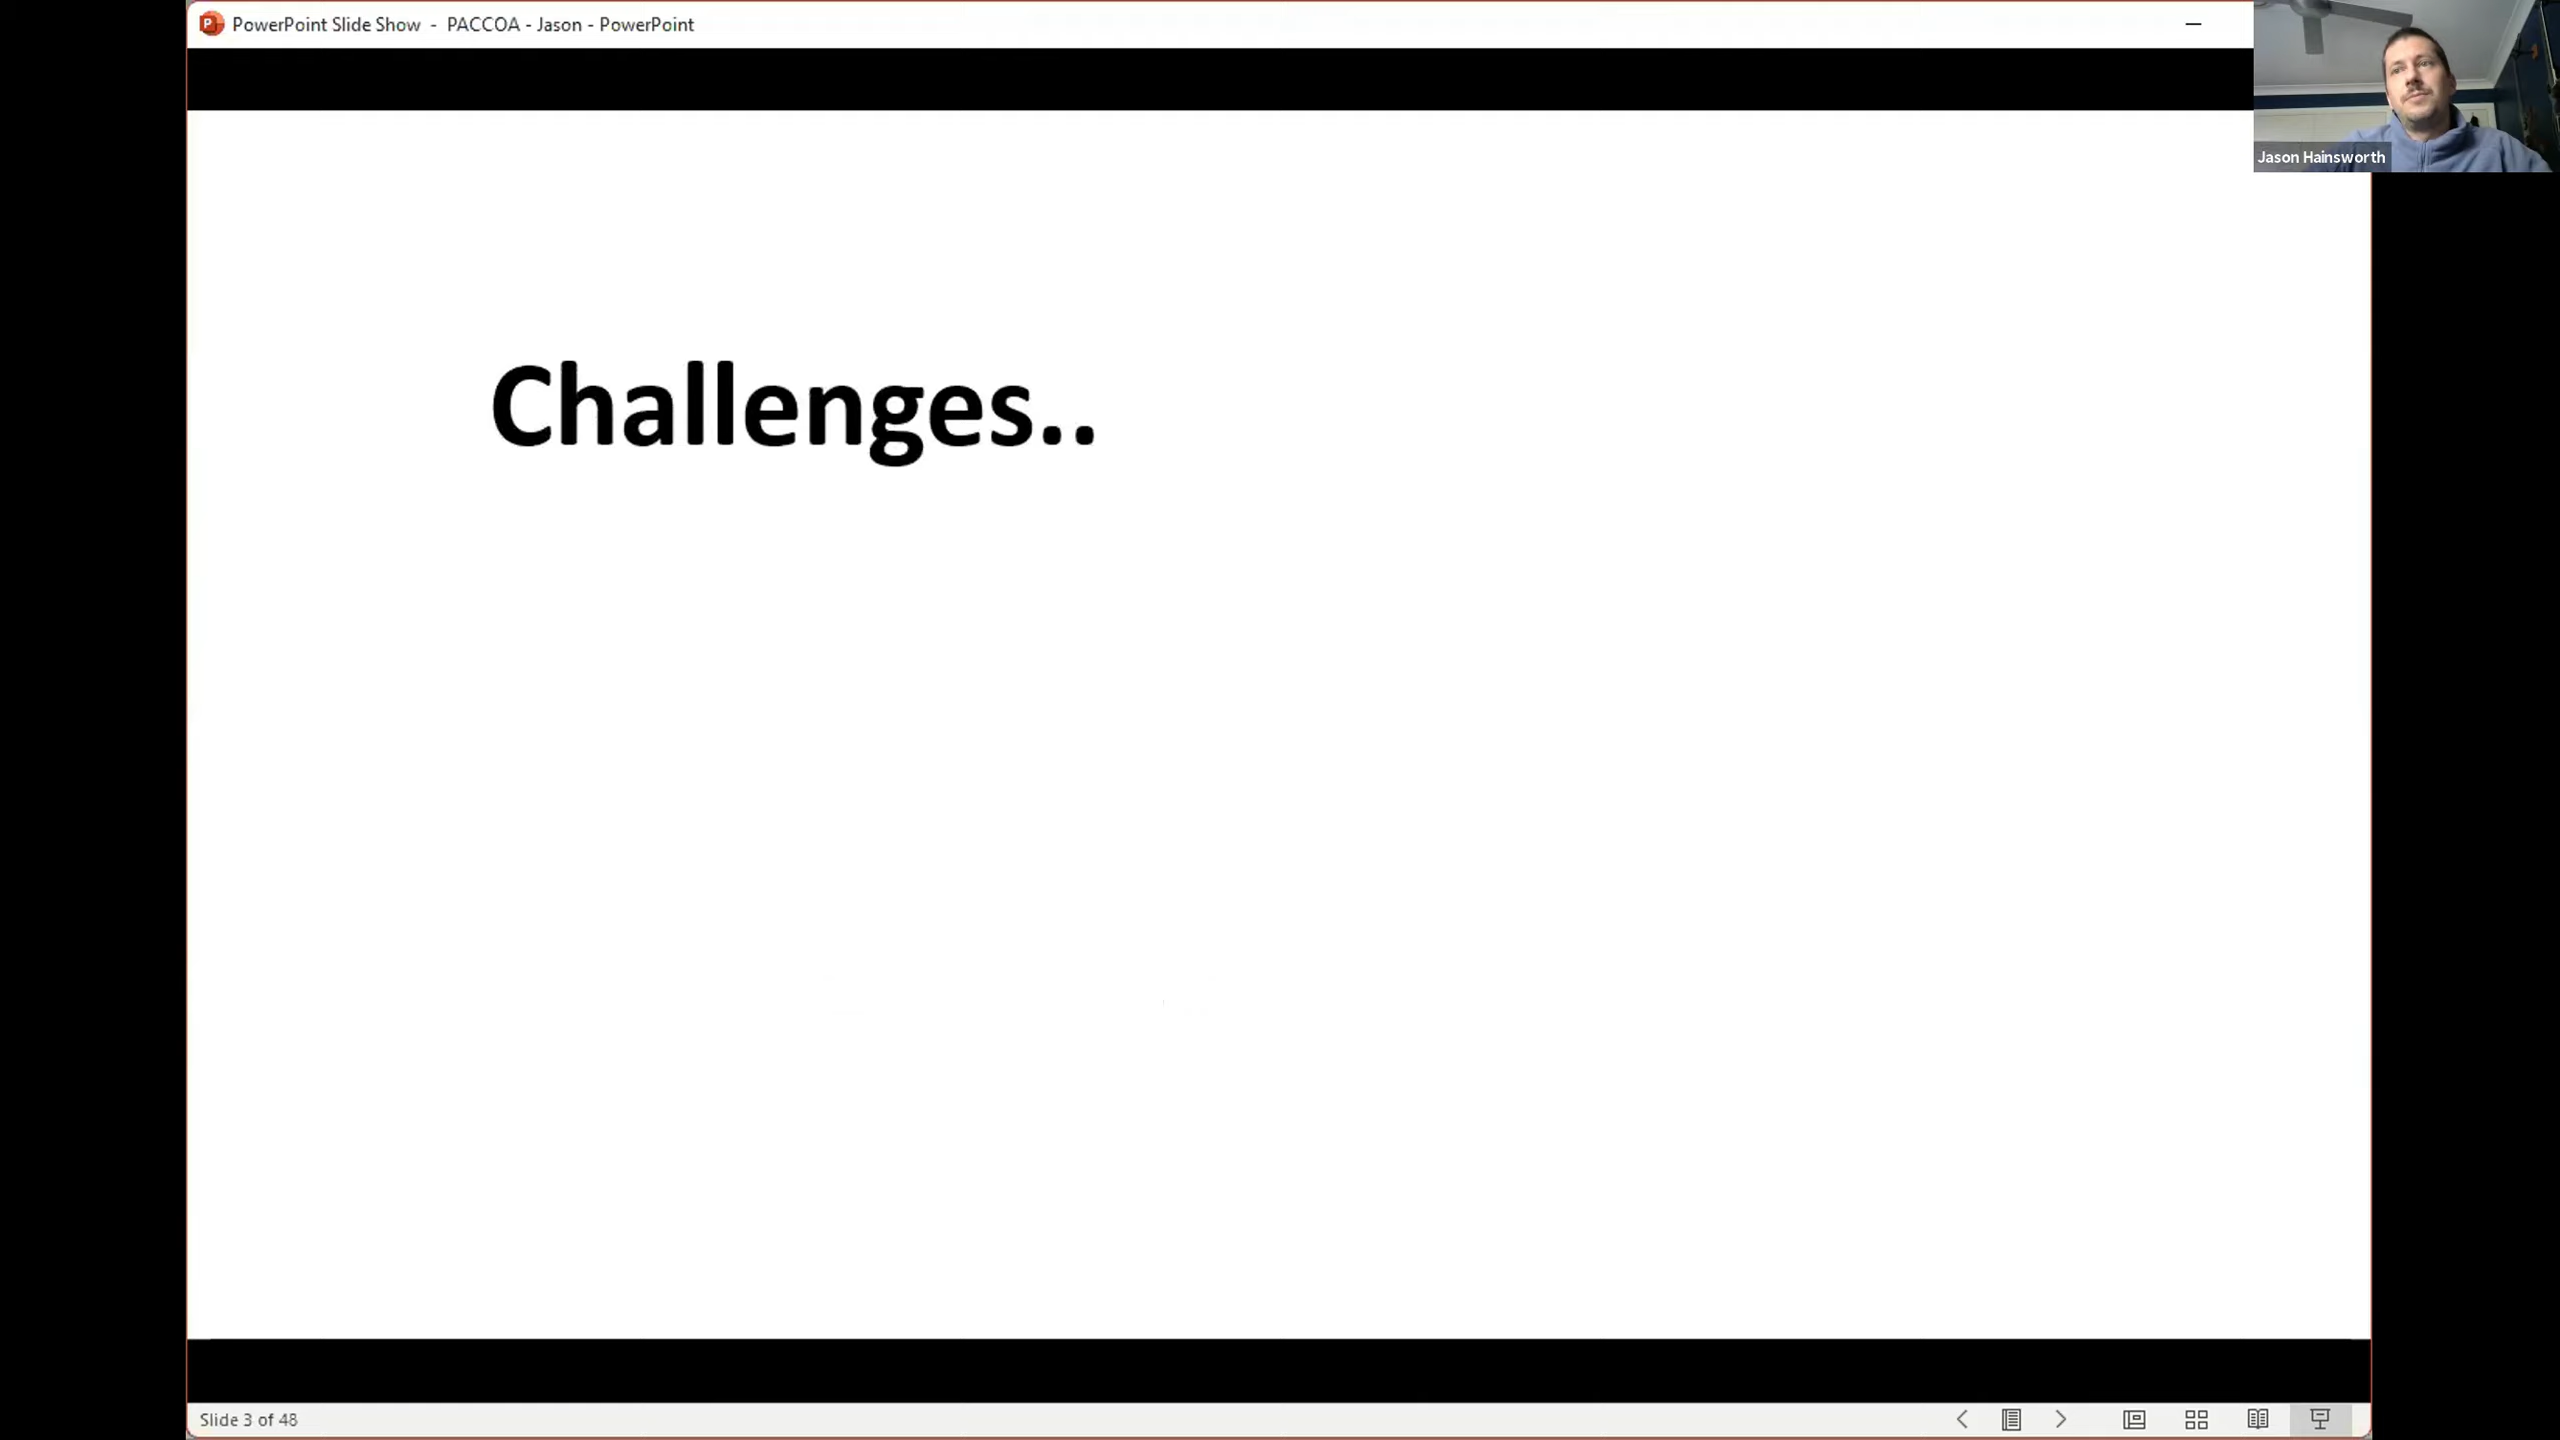 PowerPoint Slide Show - PACCOA - Jason - PowerPoint
Jason Hainsworth
Challenges..
Slide 3 of 48